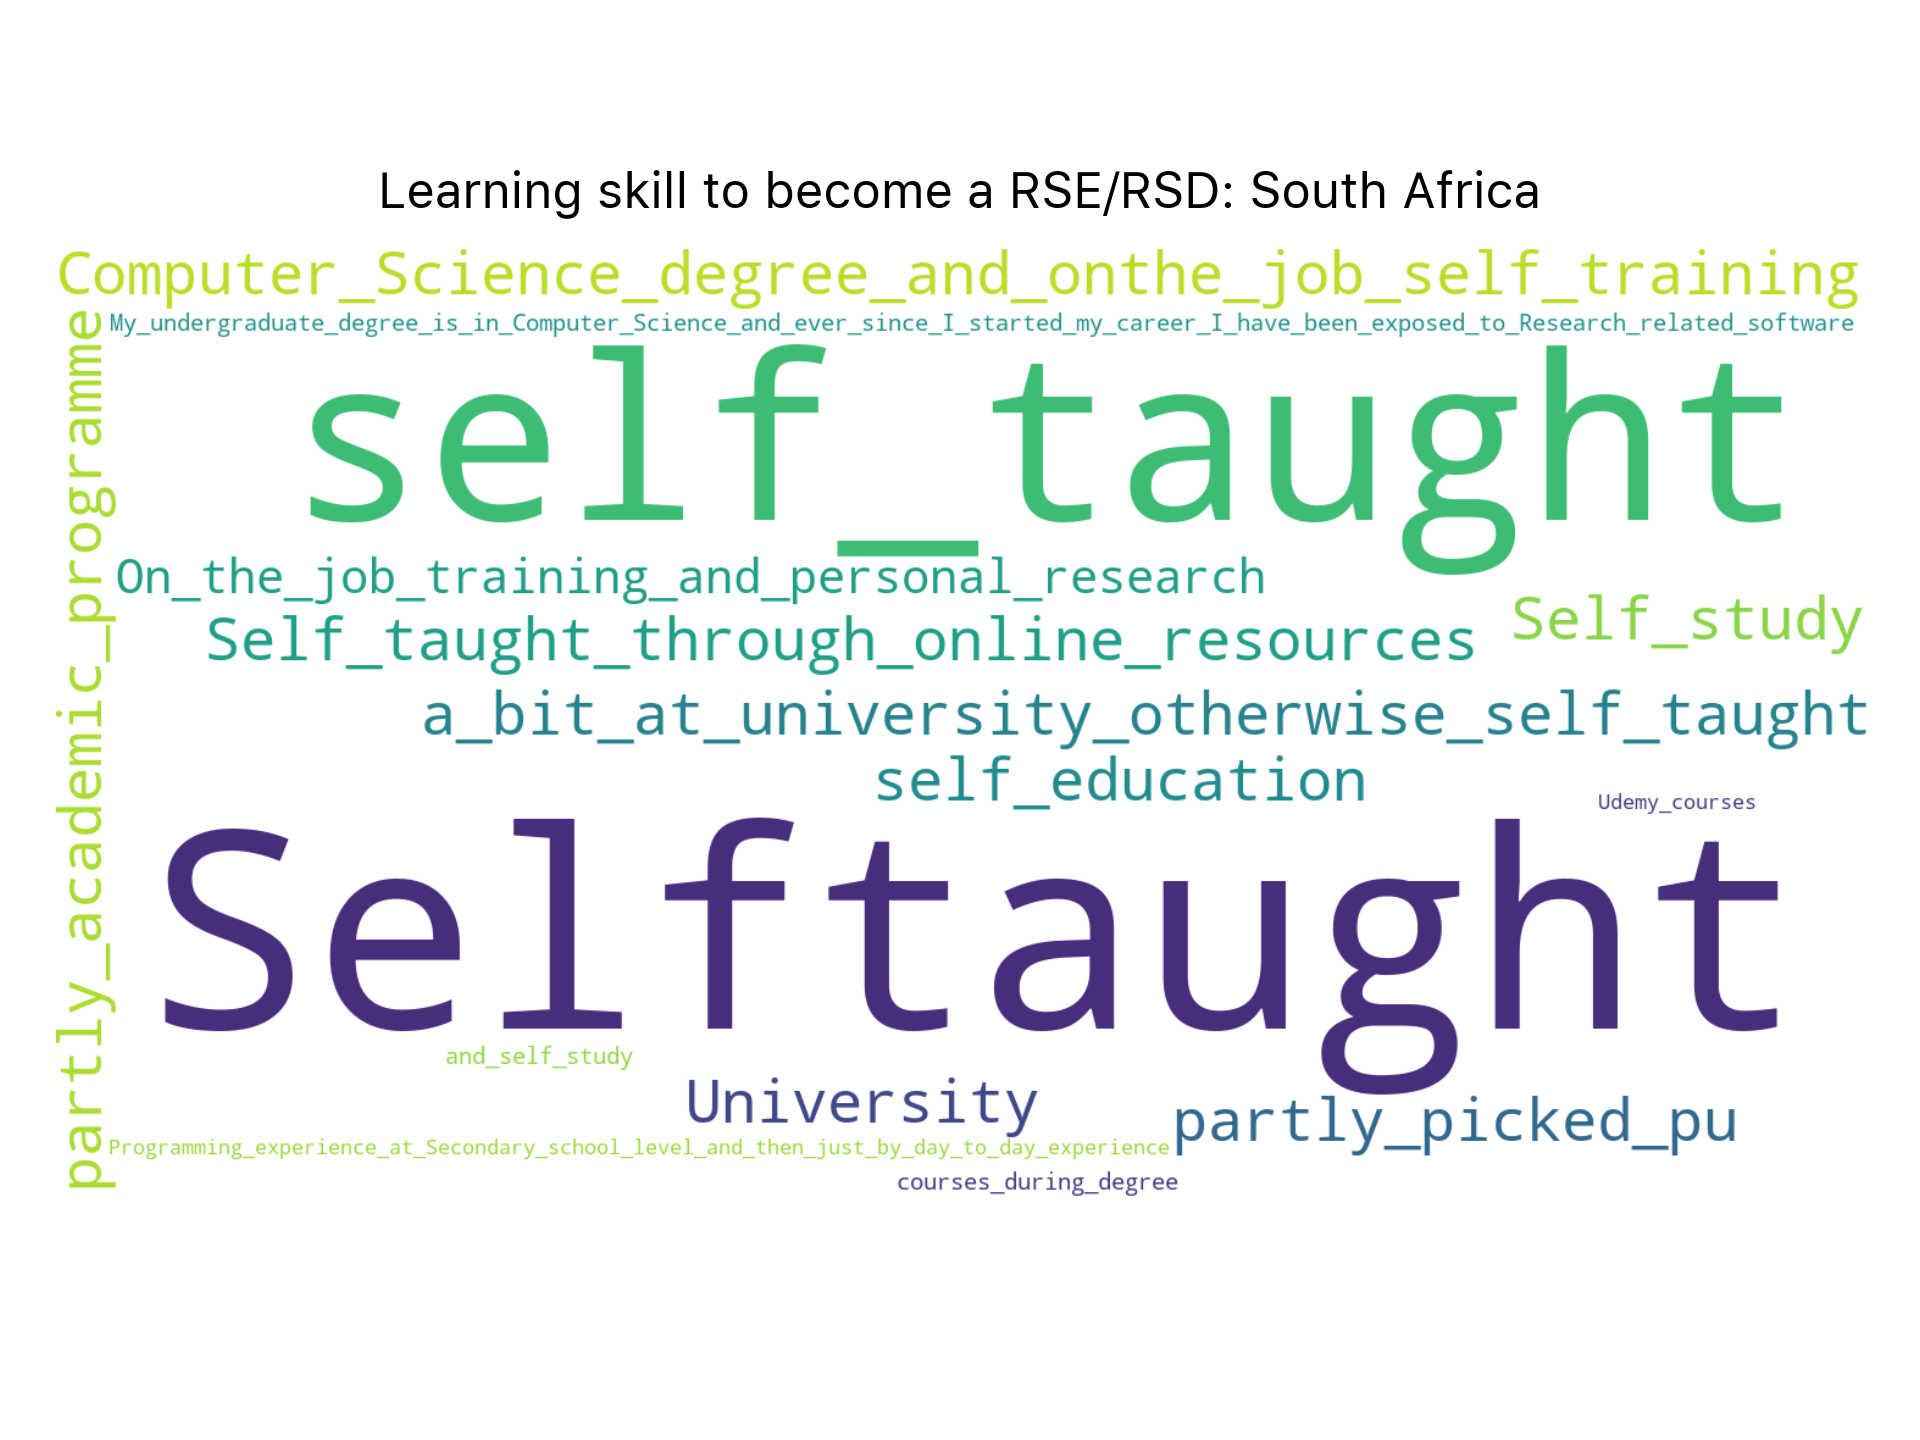 Learning skill to become a RSE/RSD: South Africa
Computer_Science_degree_and_onthe_job_self_training
My_undergraduate_degree_is_in_Computer_Science_and_ever_since_I_started_my_career_I_have_been_exposed_to_Research_related_software
partly_academic_programme
self_taught
On_the_job_training_and_personal_research
Self_study
Self_taught_through_online_resources
a_bit_at_university_otherwise_self_taught
self_education
Udemy_courses
Selftaught
and_self_study
University
partly_picked_pu
Programming_experience_at_Secondary_school_level_and_then_just_by_day_to_day_experience
courses_during_degree